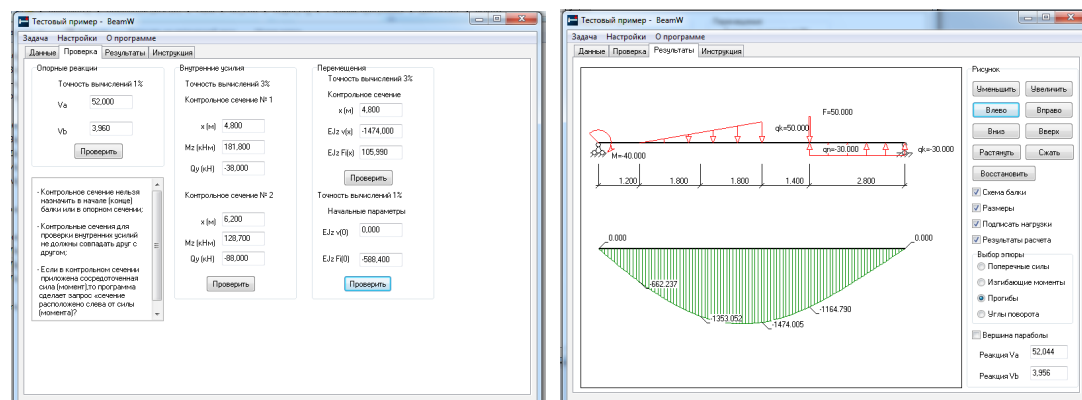 Тестовый пример - BeamW
Задача Настройки О программе
Данные Проверка Результаты Инструкция
Опорные реакции
Точность вычислений 1%
Va 52,000
Vb 3,960
Проверить
- Контрольное сечение нельзя
назначить в начале (конце)
балки или в опорном сечении;
- Контрольные сечения для
проверки внутренних усилий
не должны совпадать друг с
другом;
- Если в контрольном сечении
приложена сосредоточенная
сила (момент),то программа
сделает запрос «сечение
расположено слева от силы
(момента)?
Внутренние усилия
Точность вычислений 3%
Контрольное сечение № 1
x (м) 4,800
Mz (кНм) 181,800
Qy (кН) -38,000
Контрольное сечение № 2
x (м) 6,200
Mz (кНм) 128,700
Qy (кН) -88,000
Проверить
Перемещения
Точность вычислений 3%
Контрольное сечение
x (м) 4,800
EJz v(x) -1474,000
EJz Fi(x) 105,990
Проверить
Точность вычислений 1%
Начальные параметры
EJz v(0) 0,000
EJz Fi(0) -588,400
Проверить
Тестовый пример - BeamW
Задача Настройки О программе
Данные Проверка Результаты Инструкция
F=50.000
qk=50.000
M=-40.000
qn=-30.000
qk=-30.000
1.200 1.800 1.800 1.400 2.800
0.000 0.000
-662.237
-1353.052
-1474.005
-1164.790
Рисунок
Уменьшить Увеличить
Влево Вправо
Вниз Вверх
Растянуть Сжать
Восстановить
Схема балки
Размеры
Подписать нагрузки
Результаты расчета
Выбор эпюры
Поперечные силы
Изгибающие моменты
Прогибы
Углы поворота
Вершина параболы
Реакция Va 52,044
Реакция Vb 3,956